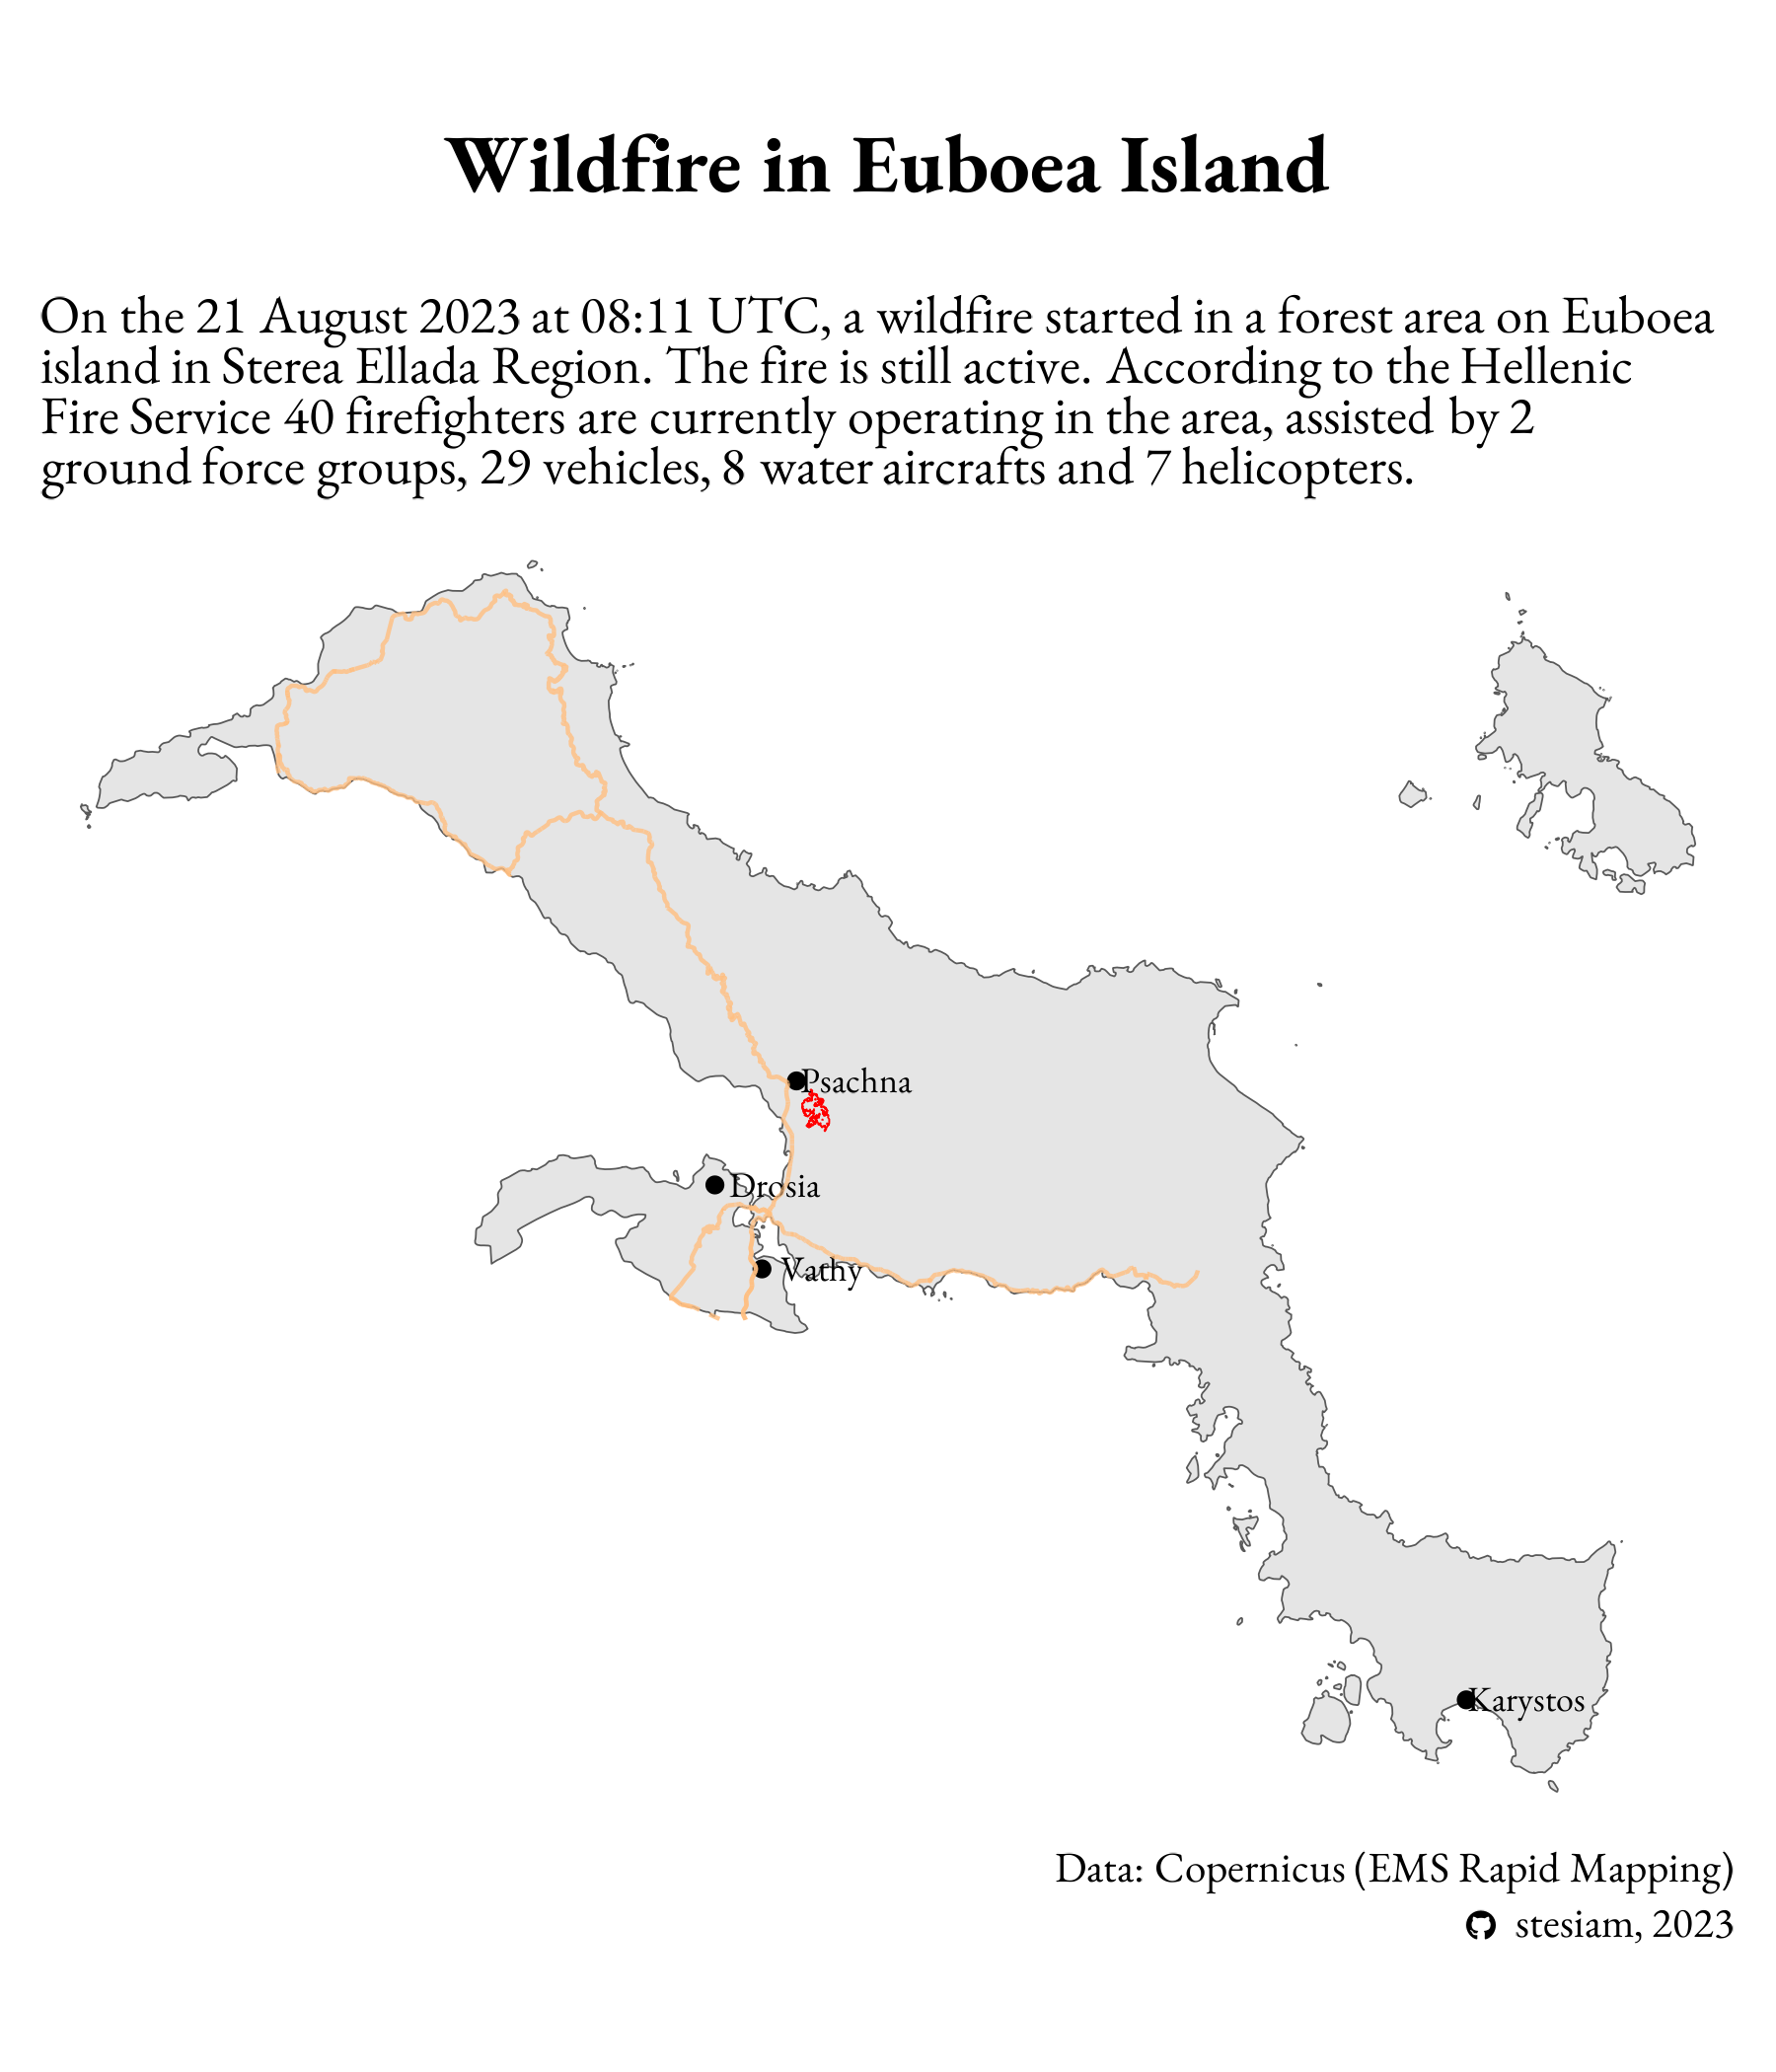 Wildfire in Euboea Island
On the 21 August 2023 at 08:11 UTC, a wildfire started in a forest area on Euboea
island in Sterea Ellada Region. The fire is still active. According to the Hellenic
Fire Service 40 firefighters are currently operating in the area, assisted by 2
ground force groups, 29 vehicles, 8 water aircrafts and 7 helicopters.
Psachna
Drosia
Vathy
Karystos
Data: Copernicus (EMS Rapid Mapping)
stesiam, 2023